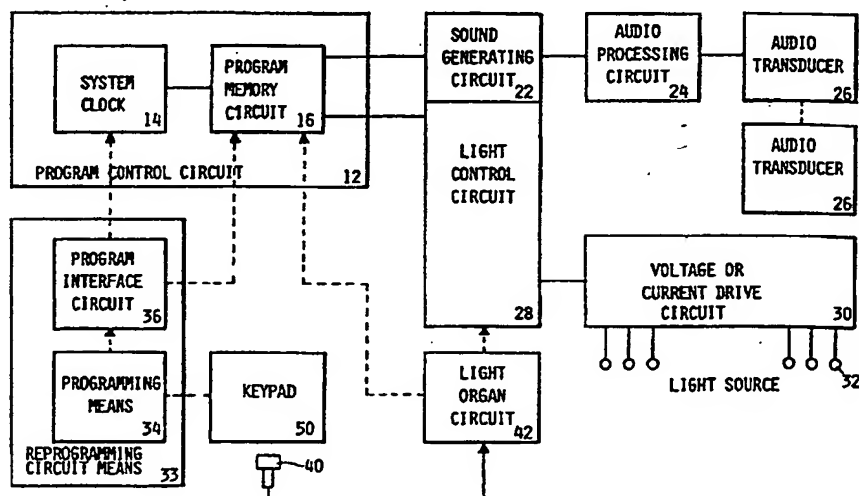 SYSTEM
CLOCK
14
PROGRAM
MEMORY
CIRCUIT
16
PROGRAM CONTROL CIRCUIT
12
SOUND
GENERATING
CIRCUIT
22
AUDIO
PROCESSING
CIRCUIT
24
AUDIO
TRANSDUCER
26
AUDIO
TRANSDUCER
26
LIGHT
CONTROL
CIRCUIT
28
VOLTAGE OR
CURRENT DRIVE
CIRCUIT
30
LIGHT SOURCE
32
PROGRAM
INTERFACE
CIRCUIT
36
PROGRAMMING
MEANS
34
REPROGRAMMING
CIRCUIT MEANS
33
KEYPAD
50
40
LIGHT
ORGAN
CIRCUIT
42